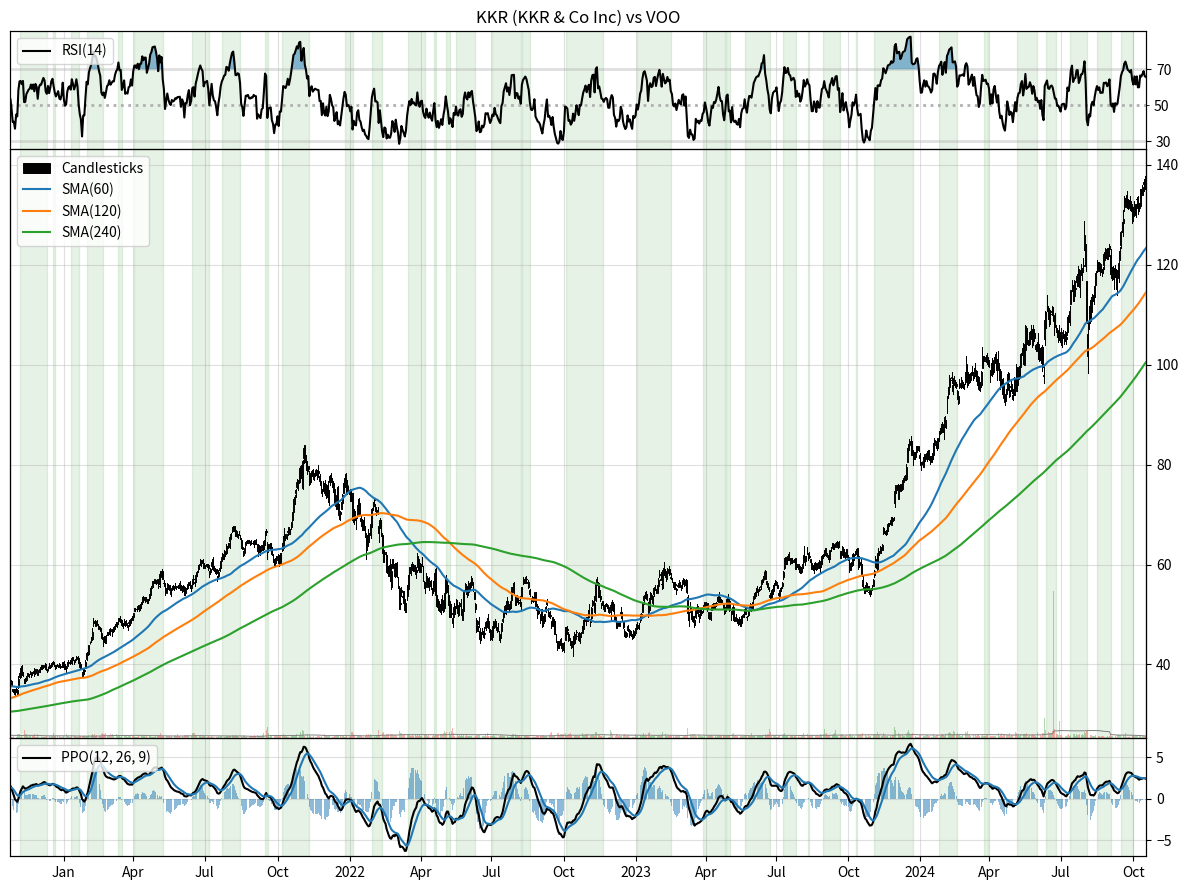 KKR (KKR & Co Inc) vs VOO
RSI(14)
70
50
30
Candlesticks
SMA(60)
SMA(120)
SMA(240)
140
120
100
80
60
40
PPO(12, 26, 9)
5
0
−5
Jan Apr Jul Oct 2022 Apr Jul Oct 2023 Apr Jul Oct 2024 Apr Jul Oct